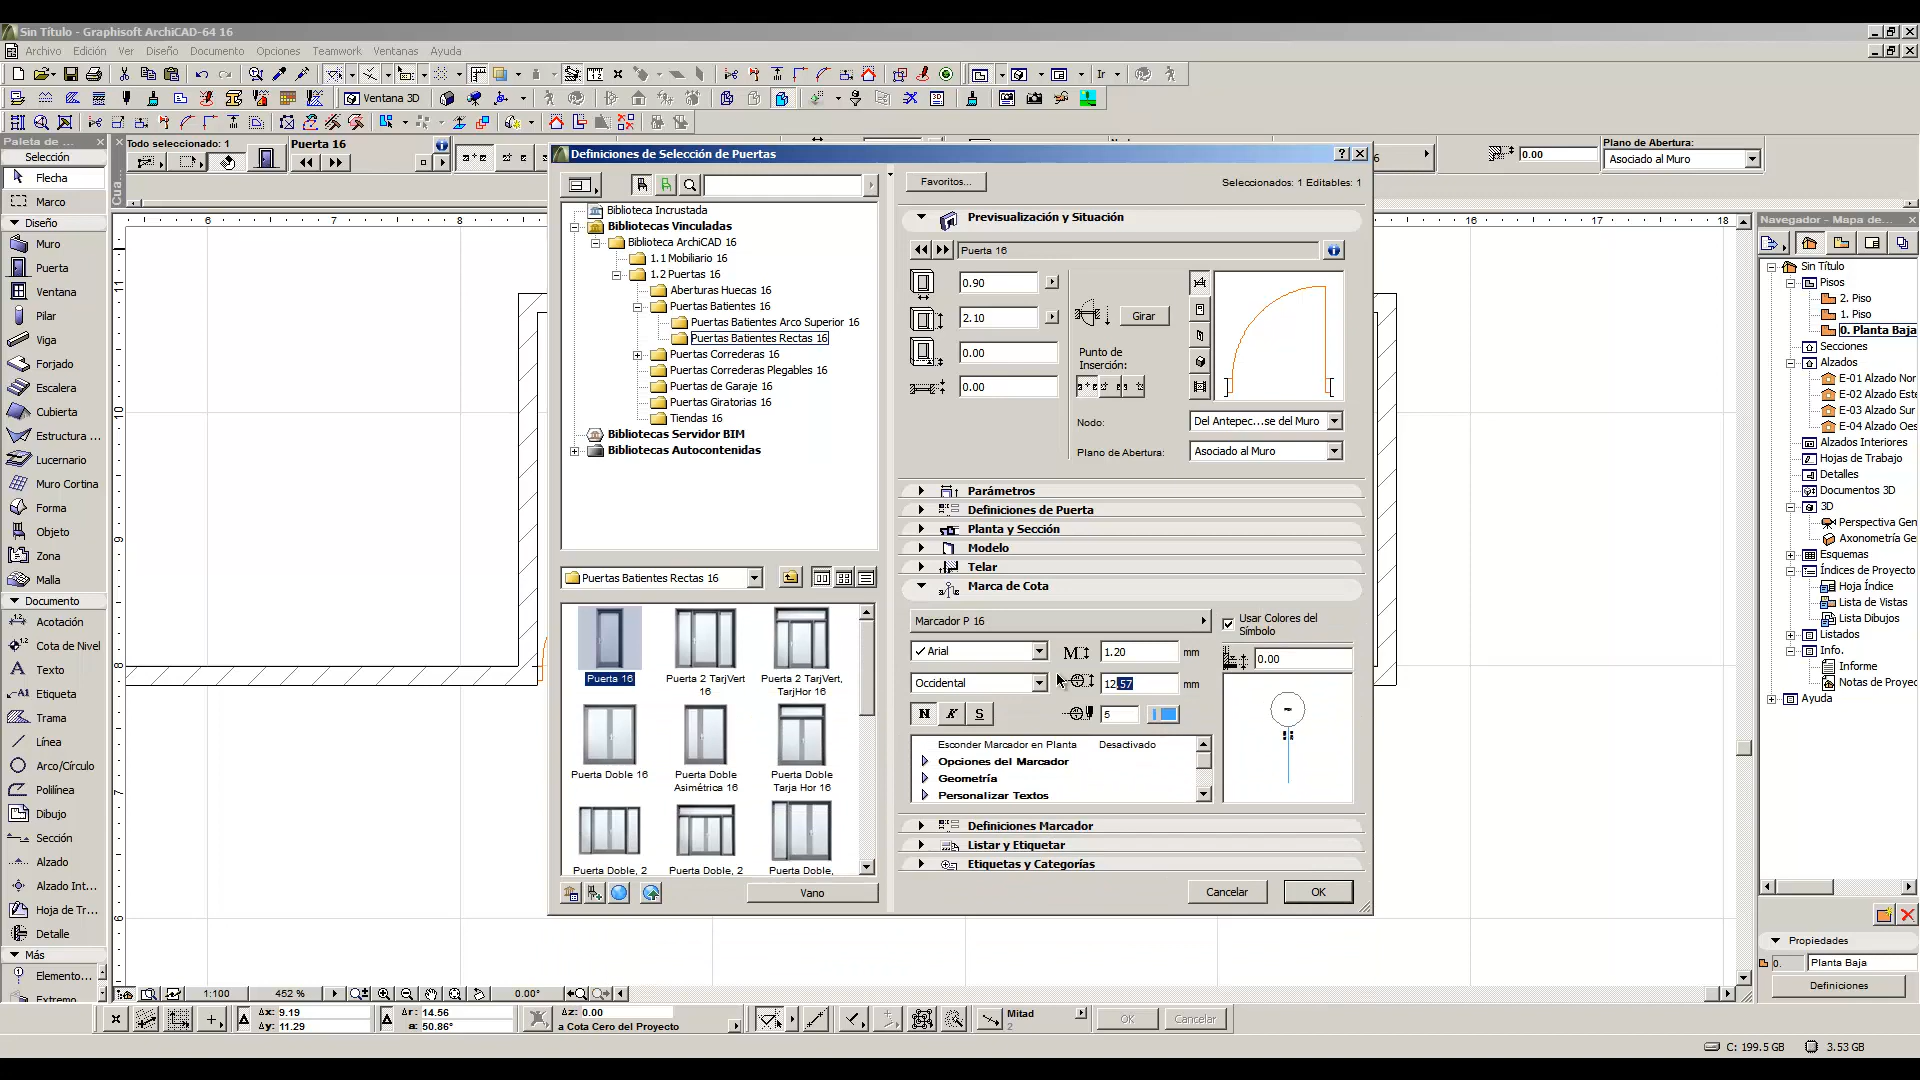 Sin Título - Graphisoft ArchiCAD-64 16
Archivo Edición Ver Diseño Documento Opciones Teamwork Ventanas Ayuda
Ventana 3D
Paleta de ...
Selección
Flecha
Marco
Diseño
Muro
Puerta
Ventana
Pilar
Viga
Forjado
Escalera
Cubierta
Estructura ...
Lucernario
Muro Cortina
Forma
Objeto
Zona
Malla
Documento
Acotación
Cota de Nivel
Texto
Etiqueta
Trama
Línea
Arco/Círculo
Polilínea
Dibujo
Sección
Alzado
Alzado Int...
Hoja de Tr...
Detalle
Más
Elemento...
Extremo
Todo seleccionado: 1
Puerta 16
0.00
Plano de Abertura:
Asociado al Muro
Definiciones de Selección de Puertas
Biblioteca Incrustada
Bibliotecas Vinculadas
Biblioteca ArchiCAD 16
1.1 Mobiliario 16
1.2 Puertas 16
Aberturas Huecas 16
Puertas Batientes 16
Puertas Batientes Arco Superior 16
Puertas Batientes Rectas 16
Puertas Correderas 16
Puertas Correderas Plegables 16
Puertas de Garaje 16
Puertas Giratorias 16
Tiendas 16
Bibliotecas Servidor BIM
Bibliotecas Autocontenidas
Puertas Batientes Rectas 16
Puerta 16
Puerta 2 TarjVert 16
Puerta 2 TarjVert, TarjHor 16
Puerta Doble 16
Puerta Doble Asimétrica 16
Puerta Doble Tarja Hor 16
Puerta Doble, 2
Puerta Doble, 2
Puerta Doble,
Vano
Favoritos...
Seleccionados: 1 Editables: 1
Previsualización y Situación
Puerta 16
0.90
2.10
0.00
0.00
Girar
Punto de Inserción:
Nodo:
Del Antepec...se del Muro
Plano de Abertura:
Asociado al Muro
Parámetros
Definiciones de Puerta
Planta y Sección
Modelo
Telar
Marca de Cota
Marcador P 16
Usar Colores del Símbolo
Arial
1.20 mm
0.00
Occidental
12.57 mm
N K S
5
Esconder Marcador en Planta Desactivado
Opciones del Marcador
Geometría
Personalizar Textos
Definiciones Marcador
Listar y Etiquetar
Etiquetas y Categorías
Cancelar OK
6 7 8
16 17 18
11
10
9
8
7
6
Navegador - Mapa de...
Sin Título
Pisos
2. Piso
1. Piso
0. Planta Baja
Secciones
Alzados
E-01 Alzado Nor
E-02 Alzado Este
E-03 Alzado Sur
E-04 Alzado Oes
Alzados Interiores
Hojas de Trabajo
Detalles
Documentos 3D
3D
Perspectiva Gen
Axonometría Ge
Esquemas
Índices de Proyecto
Hoja Índice
Lista de Vistas
Lista Dibujos
Listados
Info.
Informe
Notas de Proyec
Ayuda
Propiedades
0. Planta Baja
Definiciones
1:100 452 % 0.00°
Δx: 9.19
Δy: 11.29
Δr: 14.56
a: 50.86°
Δz: 0.00
a Cota Cero del Proyecto
Mitad
2
OK Cancelar
C: 199.5 GB 3.53 GB